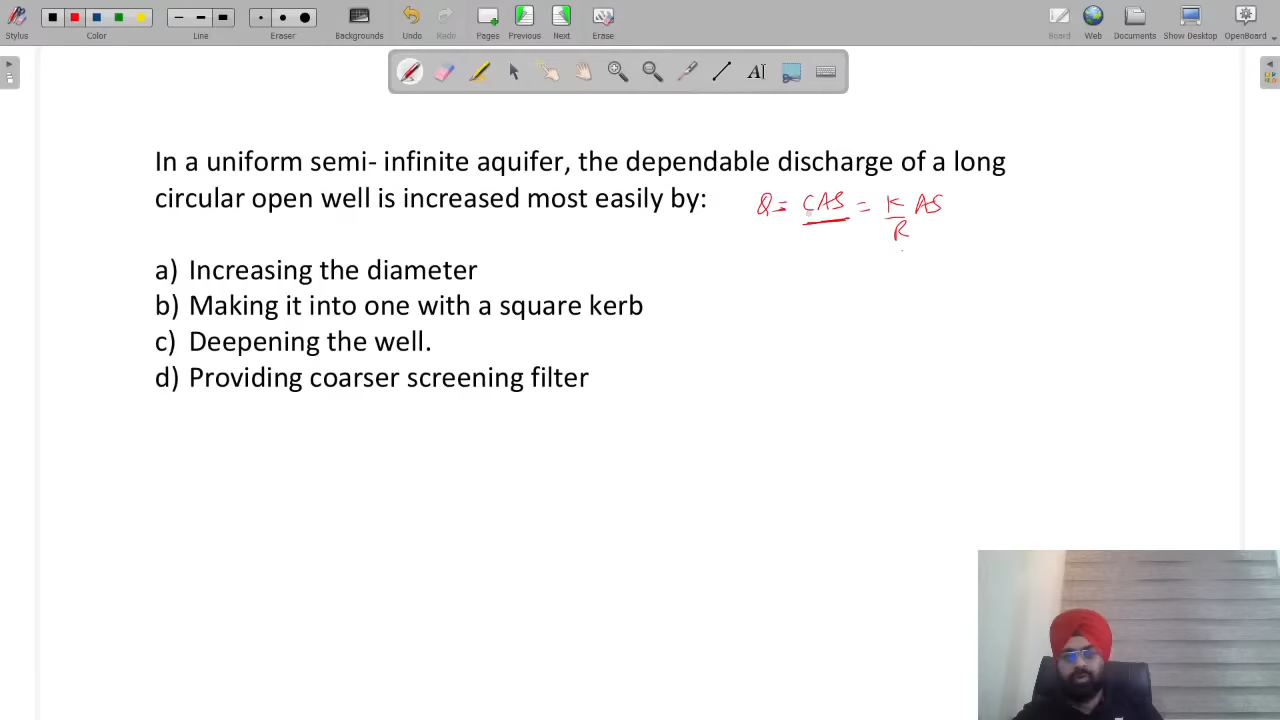 Stylus
Color
Line
Eraser
Backgrounds
Undo
Redo
Pages
Previous
Next
Erase
Board
Web
Documents
Show Desktop
OpenBoard
AI
In a uniform semi- infinite aquifer, the dependable discharge of a long
circular open well is increased most easily by:
Q = CAS = K/R AS
a) Increasing the diameter
b) Making it into one with a square kerb
c) Deepening the well.
d) Providing coarser screening filter